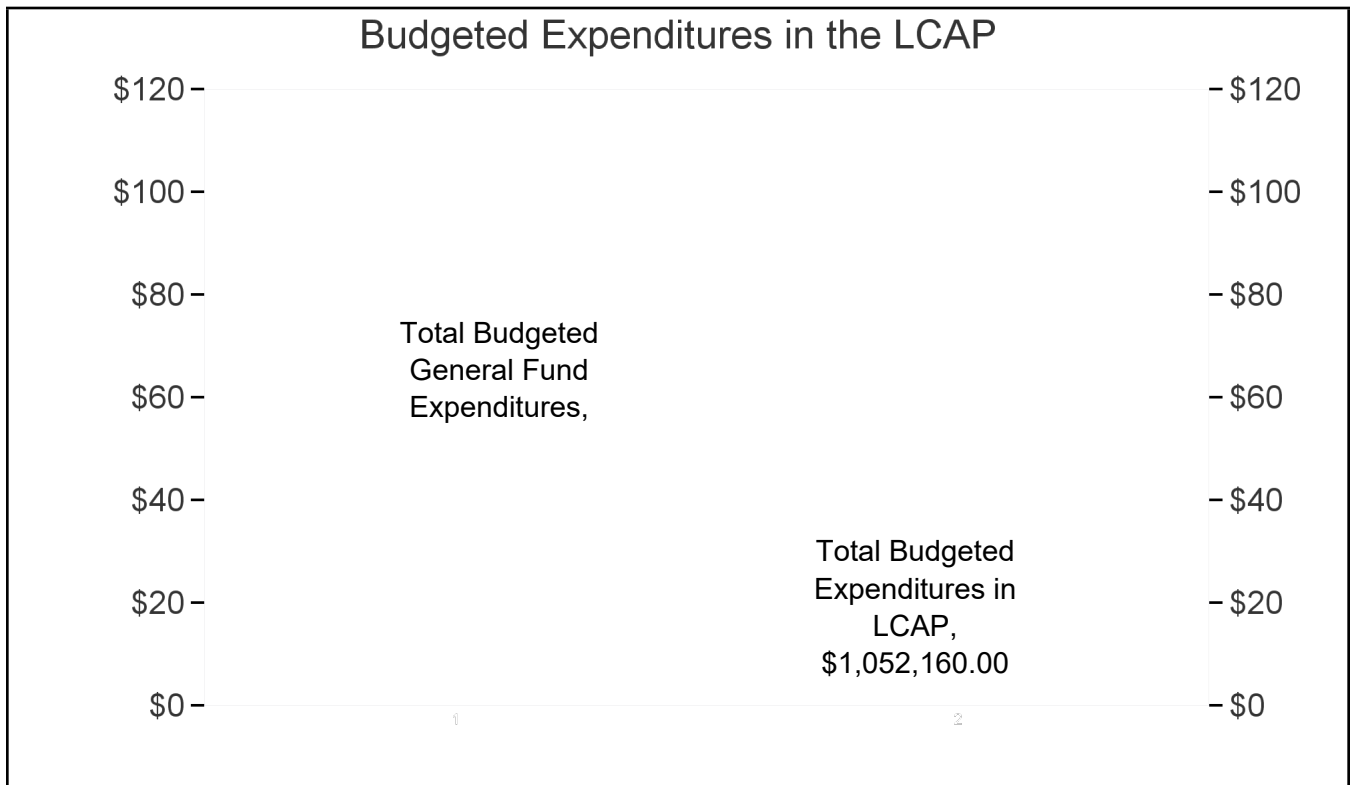 Budgeted Expenditures in the LCAP
$120
$120
$100
$100
$80
$80
Total Budgeted
General Fund
Expenditures,
$60
$60
$40
$40
Total Budgeted
Expenditures in
LCAP,
$1,052,160.00
$20
$20
$0
$0
1
2